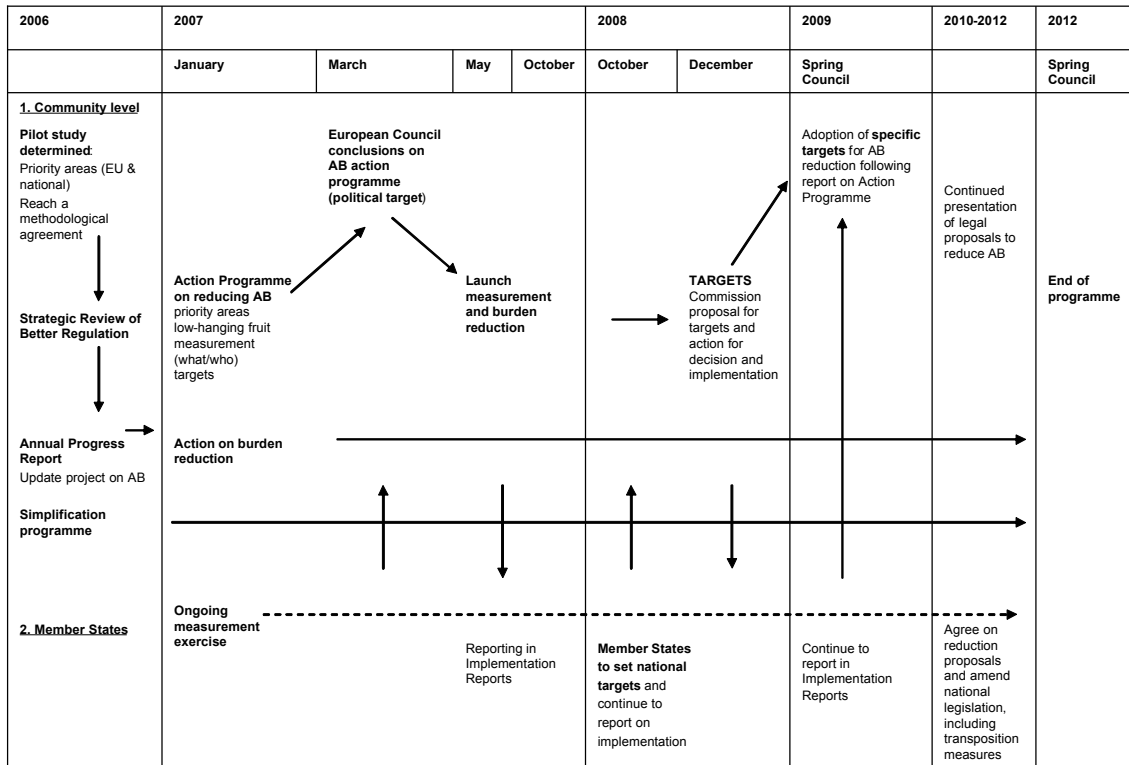 2006
2007
2008
2009
2010-2012
2012
January
March
May
October
October
December
Spring
Council
Spring
Council
1. Community level
Pilot study
determined:
Priority areas (EU &
national)
Reach a
methodological
agreement
Strategic Review of
Better Regulation
Annual Progress
Report
Update project on AB
Simplification
programme
Action Programme
on reducing AB
priority areas
low-hanging fruit
measurement
(what/who)
targets
Action on burden
reduction
European Council
conclusions on
AB action
programme
(political target)
Launch
measurement
and burden
reduction
TARGETS
Commission
proposal for
targets and
action for
decision and
implementation
Adoption of specific
targets for AB
reduction following
report on Action
Programme
Continued
presentation
of legal
proposals to
reduce AB
End of
programme
2. Member States
Ongoing
measurement
exercise
Reporting in
Implementation
Reports
Member States
to set national
targets and
continue to
report on
implementation
Continue to
report in
Implementation
Reports
Agree on
reduction
proposals
and amend
national
legislation,
including
transposition
measures